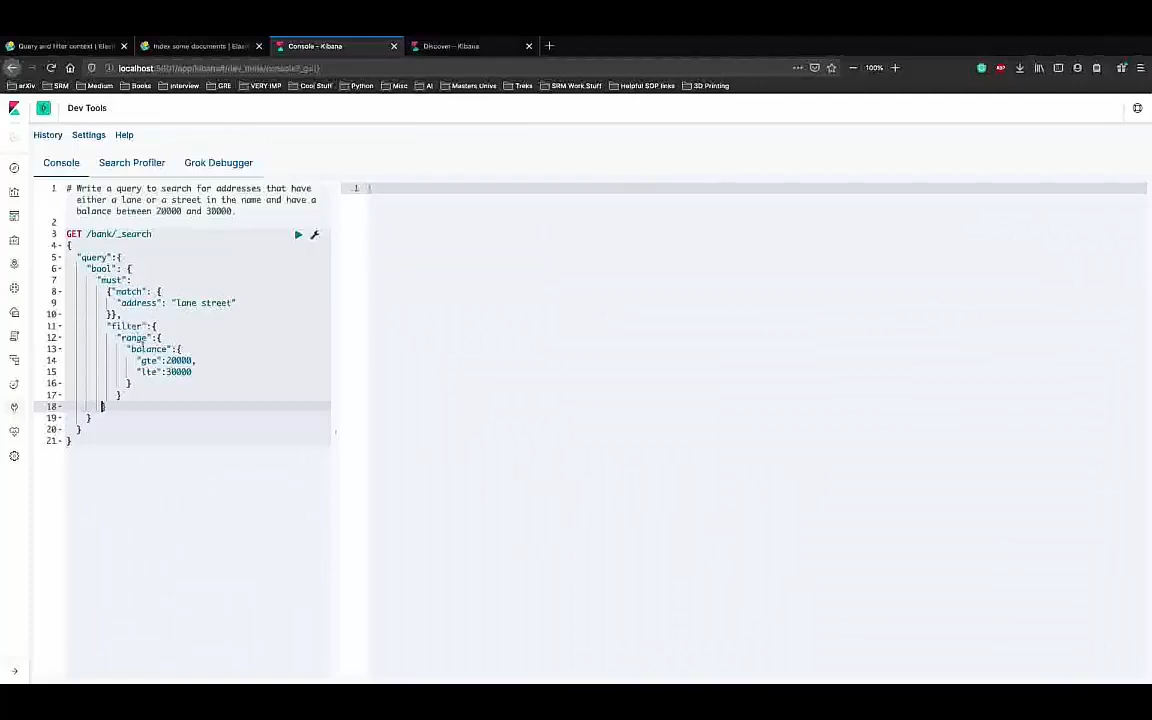 Query and filter context | Elasti
Index some documents | Elasti
Console - Kibana
Discover - Kibana
100%
arXiv
SRM
Medium
Books
Interview
GRE
VERY IMP
Cool Stuff
Python
Misc
AI
Masters Univs
Treks
SRM Work Stuff
Helpful SOP links
3D Printing
D
Dev Tools
History
Settings
Help
Console
Search Profiler
Grok Debugger
1 # Write a query to search for addresses that have
either a lane or a street in the name and have a
balance between 20000 and 30000.
2
3 GET /bank/_search
4 {
5 "query":{
6 "bool": {
7 "must":
8 {"match": {
9 "address": "lane street"
10 }},
11 "filter":{
12 "range":{
13 "balance":{
14 "gte":20000,
15 "lte":30000
16 }
17 }
18 }
19 }
20 }
21 }
1